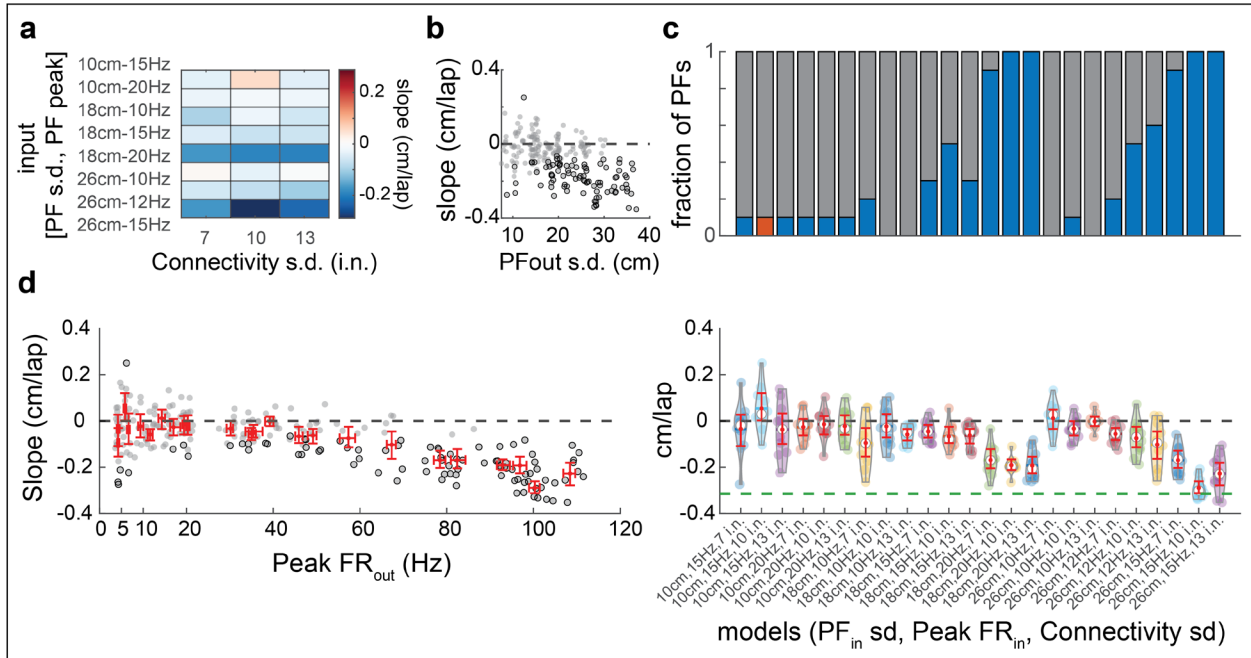 a
input
[PF s.d., PF peak]
10cm-15Hz
10cm-20Hz
18cm-10Hz
18cm-15Hz
18cm-20Hz
26cm-10Hz
26cm-12Hz
26cm-15Hz
7 10 13
Connectivity s.d. (i.n.)
0.2
0
-0.2
slope (cm/lap)
b
slope (cm/lap)
0.4
0
-0.4
10 20 30 40
PFout s.d. (cm)
c
fraction of PFs
1
0
d
Slope (cm/lap)
0.4
0.2
0
-0.2
-0.4
0 5 10 20 40 60 80 100 120
Peak FRout (Hz)
cm/lap
0.4
0.2
0
-0.2
-0.4
10cm, 15Hz, 7 i.n.
10cm, 15Hz, 10 i.n.
10cm, 15Hz, 13 i.n.
10cm, 20Hz, 7 i.n.
10cm, 20Hz, 10 i.n.
10cm, 20Hz, 13 i.n.
18cm, 10Hz, 7 i.n.
18cm, 10Hz, 10 i.n.
18cm, 10Hz, 13 i.n.
18cm, 15Hz, 7 i.n.
18cm, 15Hz, 10 i.n.
18cm, 15Hz, 13 i.n.
18cm, 20Hz, 7 i.n.
18cm, 20Hz, 10 i.n.
18cm, 20Hz, 13 i.n.
26cm, 10Hz, 7 i.n.
26cm, 10Hz, 10 i.n.
26cm, 10Hz, 13 i.n.
26cm, 12Hz, 7 i.n.
26cm, 12Hz, 10 i.n.
26cm, 12Hz, 13 i.n.
26cm, 15Hz, 7 i.n.
26cm, 15Hz, 10 i.n.
26cm, 15Hz, 13 i.n.
models (PFin sd, Peak FRin, Connectivity sd)